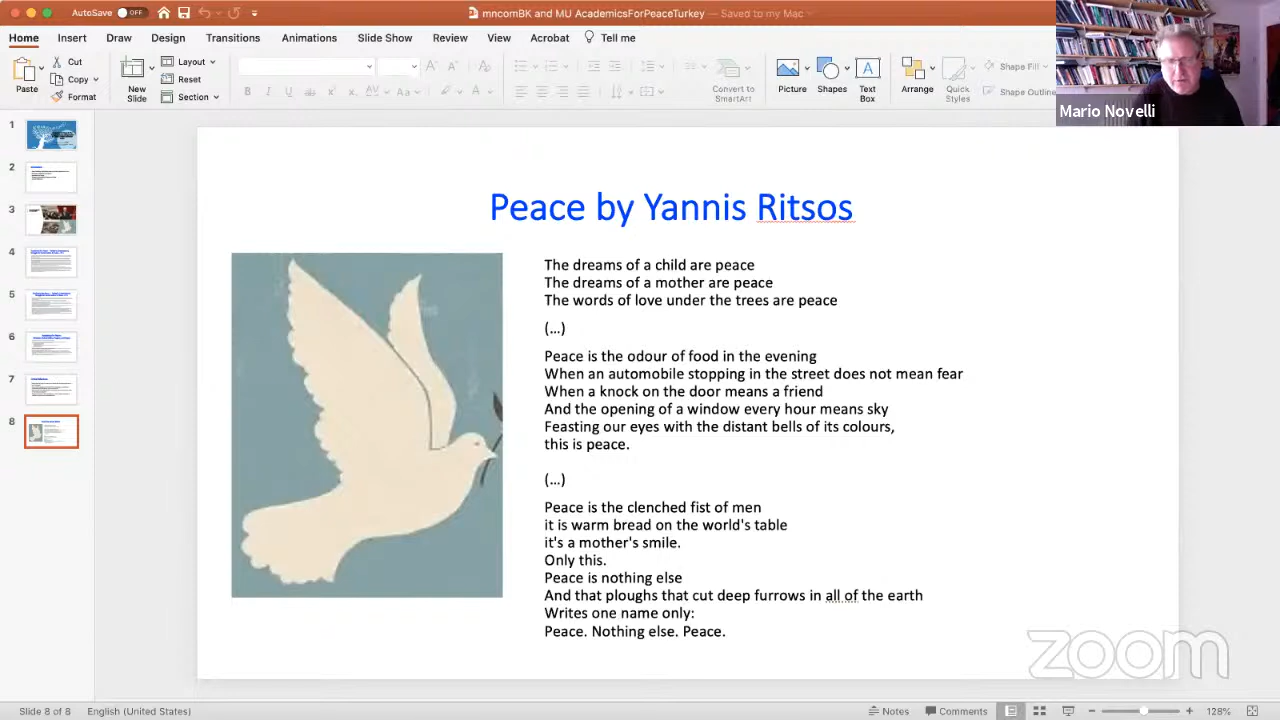 AutoSave OFF
mncomBK and MU AcademicsForPeaceTurkey — Saved to my Mac
Home Insert Draw Design Transitions Animations Slide Show Review View Acrobat Tell me
Paste
Cut
Copy
Format
New Slide
Layout
Reset
Section
Convert to SmartArt
Picture
Shapes
Text Box
Arrange
Quick Styles
Shape Fill
Shape Outline
Mario Novelli
1
2
3
4
5
6
7
8
Peace by Yannis Ritsos
The dreams of a child are peace
The dreams of a mother are peace
The words of love under the trees are peace
(...)
Peace is the odour of food in the evening
When an automobile stopping in the street does not mean fear
When a knock on the door means a friend
And the opening of a window every hour means sky
Feasting our eyes with the distant bells of its colours,
this is peace.
(...)
Peace is the clenched fist of men
it is warm bread on the world's table
it's a mother's smile.
Only this.
Peace is nothing else
And that ploughs that cut deep furrows in all of the earth
Writes one name only:
Peace. Nothing else. Peace.
zoom
Slide 8 of 8 English (United States) Notes Comments 128%